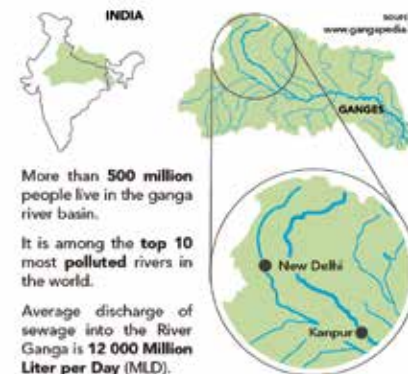 INDIA
source
www.gangapedia.
GANGES
More than 500 million
people live in the ganga
river basin.
It is among the top 10
most polluted rivers in
the world.
Average discharge of
sewage into the River
Ganga is 12 000 Million
Liter per Day (MLD).
New Delhi
Kanpur